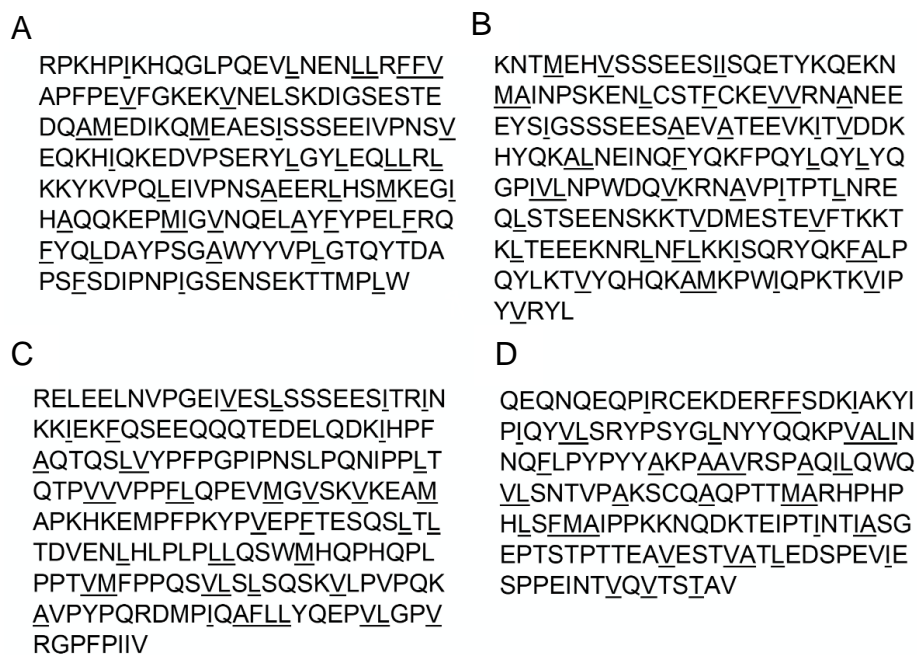 A
RPKHPIKHQGLPQEVLNENLLRFFV
APFPEVFGKEKVNELSKDIGSESTE
DQAMEDIKQMEAESISSSEEIVPNSV
EQKHIQKEDVPSERYLGYLEQLLRL
KKYKVPQLEIVPNSAEERLHSMKEGI
HAQQKEPMIGVNQELAYFYPELFRQ
FYQLDAYPSGAWYYVPLGTQYTDA
PSFSDIPNPIGSENSEKTTMPLW
B
KNTMEHVSSSEESIISQETYKQEKN
MAINPSKENLCSTFCKEVVRNANEE
EYSIGSSSEESAEVATEEVKITVDDK
HYQKALNEINQFYQKFPQYLQYLYQ
GPIVLNPWDQVKRNAVPITPTLNRE
QLSTSEENSKKTVDMESTEVFTKKT
KLTEEEKNRLNFLKKISQRYQKFALP
QYLKTVYQHQKAMKPWIQPKTKVIP
YVRYL
C
RELEELNVPGEIVESLSSSEESITRIN
KKIEKFQSEEQQQTEDELQDKIHPF
AQTQSLVYPFPGPIPNSLPQNIPPLT
QTPVVVPPFLQPEVMGVSKVKEAM
APKHKEMPFPKYPVEPFTESQSLTL
TDVENLHLPLPLLQSWMHQPHQPL
PPTVMFPPQSVLSLSQSKVLPVPQK
AVPYPQRDMPIQAFLLYQEPVLGPV
RGPFPIIV
D
QEQNQEQPIRCEKDERFFSDKIAKYI
PIQYVLSRYPSYGLNYYQQKPVALIN
NQFLPYPYYAKPAAVRSPAQILQWQ
VLSNTVPAKSCQAQPTTMARHPHP
HLSFMAIPPKKNQDKTEIPTINTIASG
EPTSTPTTEAVESTVATLEDSPEVIE
SPPEINTVQVTSTAV